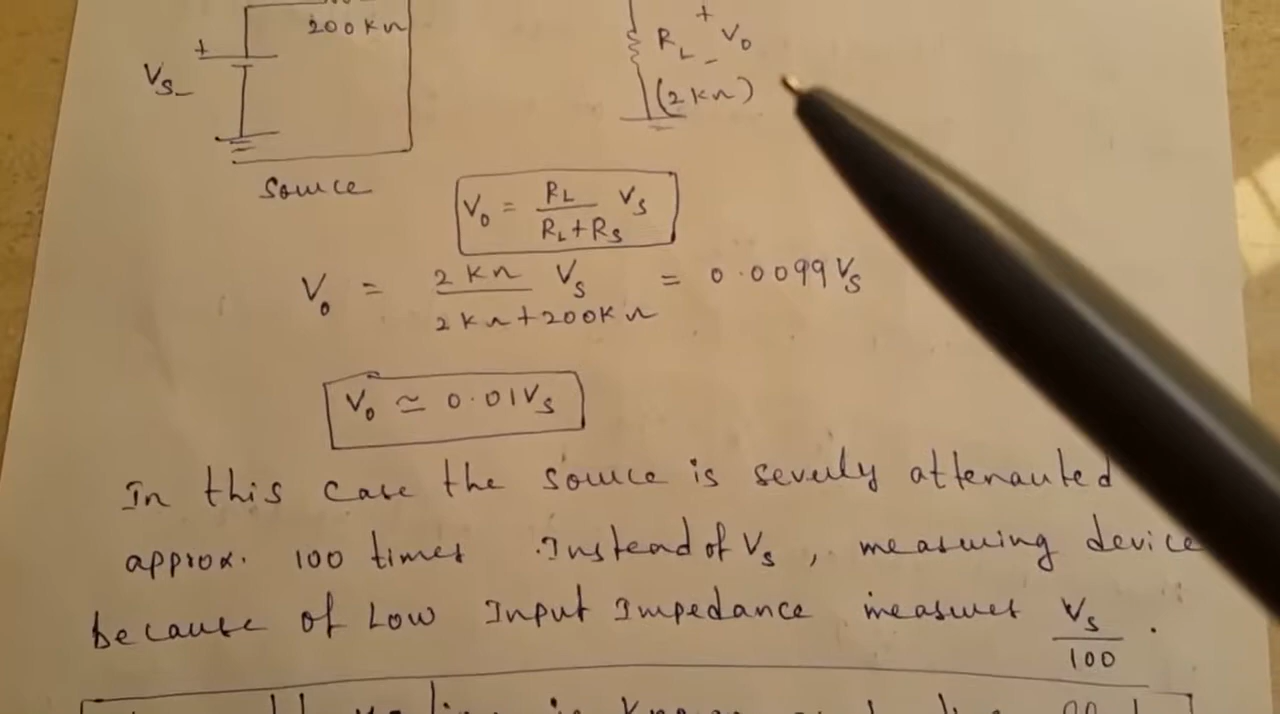 200 KΩ
+
Vs-
+
RL Vo
-
(2 KΩ)
Source
Vo = RL / RL + Rs Vs
Vo = 2 KΩ / 2 KΩ + 200 KΩ Vs = 0.0099 Vs
Vo ≃ 0.01 Vs
In this case the source is severly attenauted
approx. 100 times . Instead of Vs , measuring device
because of Low Input Impedance measures Vs / 100 .
is known